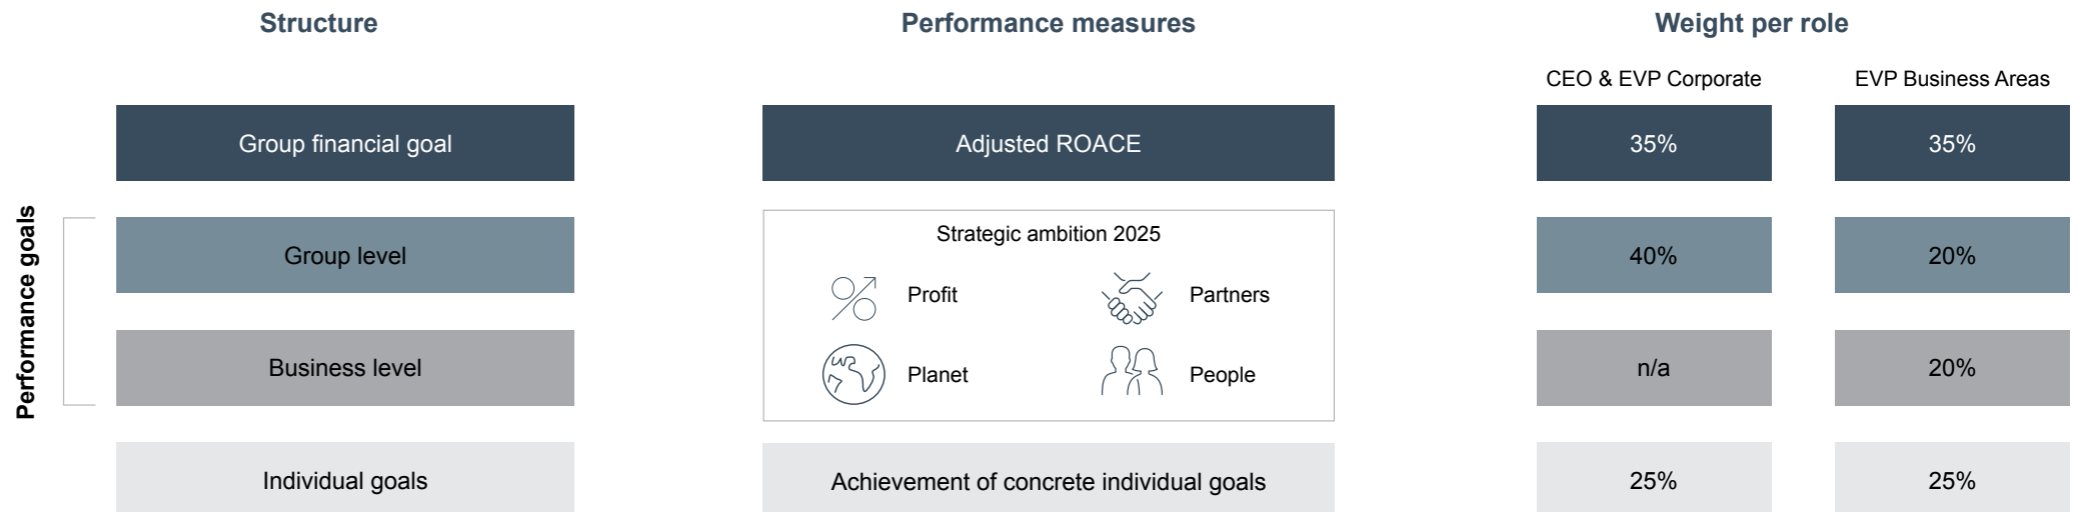 Structure
Performance measures
Weight per role
CEO & EVP Corporate
EVP Business Areas
Group financial goal
Adjusted ROACE
35%
35%
Performance goals
Group level
Strategic ambition 2025
Profit
Partners
40%
20%
Business level
Planet
People
n/a
20%
Individual goals
Achievement of concrete individual goals
25%
25%